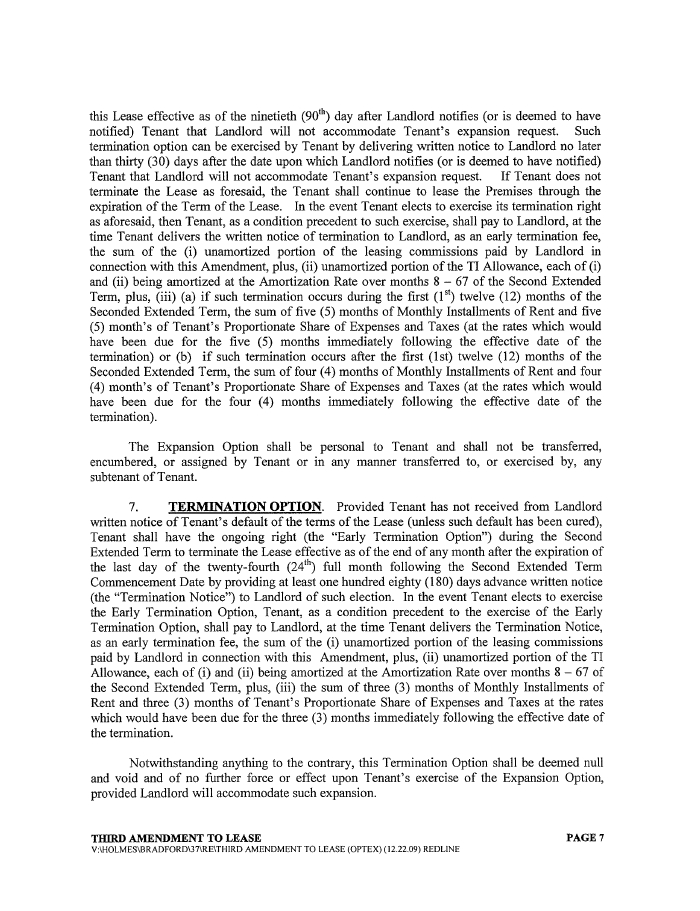 this Lease effective as of the ninetieth (90th) day after Landlord notifies (or is deemed to have
notified) Tenant that Landlord will not accommodate Tenant's expansion request. Such
termination option can be exercised by Tenant by delivering written notice to Landlord no later
than thirty (30) days after the date upon which Landlord notifies (or is deemed to have notified)
Tenant that Landlord will not accommodate Tenant's expansion request. If Tenant does not
terminate the Lease as foresaid, the Tenant shall continue to lease the Premises through the
expiration of the Term of the Lease. In the event Tenant elects to exercise its termination right
as aforesaid, then Tenant, as a condition precedent to such exercise, shall pay to Landlord, at the
time Tenant delivers the written notice of termination to Landlord, as an early termination fee,
the sum of the (i) unamortized portion of the leasing commissions paid by Landlord in
connection with this Amendment, plus, (ii) unamortized portion of the TI Allowance, each of (i)
and (ii) being amortized at the Amortization Rate over months 8 – 67 of the Second Extended
Term, plus, (iii) (a) if such termination occurs during the first (1st) twelve (12) months of the
Seconded Extended Term, the sum of five (5) months of Monthly Installments of Rent and five
(5) month's of Tenant's Proportionate Share of Expenses and Taxes (at the rates which would
have been due for the five (5) months immediately following the effective date of the
termination) or (b) if such termination occurs after the first (1st) twelve (12) months of the
Seconded Extended Term, the sum of four (4) months of Monthly Installments of Rent and four
(4) month's of Tenant's Proportionate Share of Expenses and Taxes (at the rates which would
have been due for the four (4) months immediately following the effective date of the
termination).
The Expansion Option shall be personal to Tenant and shall not be transferred,
encumbered, or assigned by Tenant or in any manner transferred to, or exercised by, any
subtenant of Tenant.
7. TERMINATION OPTION. Provided Tenant has not received from Landlord
written notice of Tenant's default of the terms of the Lease (unless such default has been cured),
Tenant shall have the ongoing right (the “Early Termination Option”) during the Second
Extended Term to terminate the Lease effective as of the end of any month after the expiration of
the last day of the twenty-fourth (24th) full month following the Second Extended Term
Commencement Date by providing at least one hundred eighty (180) days advance written notice
(the “Termination Notice”) to Landlord of such election. In the event Tenant elects to exercise
the Early Termination Option, Tenant, as a condition precedent to the exercise of the Early
Termination Option, shall pay to Landlord, at the time Tenant delivers the Termination Notice,
as an early termination fee, the sum of the (i) unamortized portion of the leasing commissions
paid by Landlord in connection with this Amendment, plus, (ii) unamortized portion of the TI
Allowance, each of (i) and (ii) being amortized at the Amortization Rate over months 8 – 67 of
the Second Extended Term, plus, (iii) the sum of three (3) months of Monthly Installments of
Rent and three (3) months of Tenant's Proportionate Share of Expenses and Taxes at the rates
which would have been due for the three (3) months immediately following the effective date of
the termination.
Notwithstanding anything to the contrary, this Termination Option shall be deemed null
and void and of no further force or effect upon Tenant's exercise of the Expansion Option,
provided Landlord will accommodate such expansion.
THIRD AMENDMENT TO LEASE PAGE 7
V:\HOLMES\BRADFORD\37\RE\THIRD AMENDMENT TO LEASE (OPTEX) (12.22.09) REDLINE